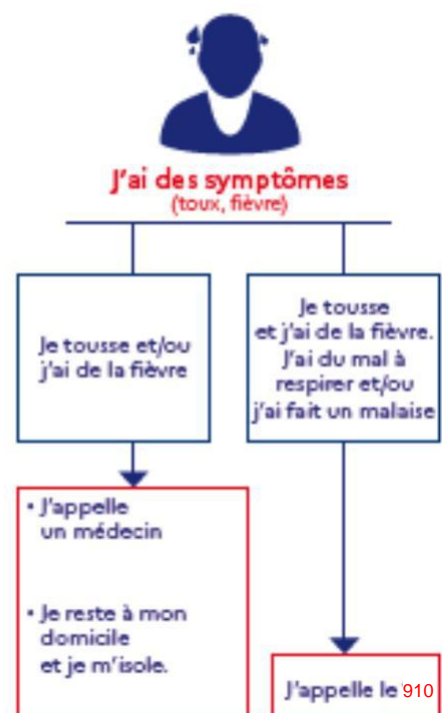 J'ai des symptômes
(toux, fièvre)
Je tousse et/ou
j'ai de la fièvre
Je tousse
et j'ai de la fièvre.
J'ai du mal à
respirer et/ou
j'ai fait un malaise
• J'appelle
un médecin
• Je reste à mon
domicile
et je m'isole.
J'appelle le 910